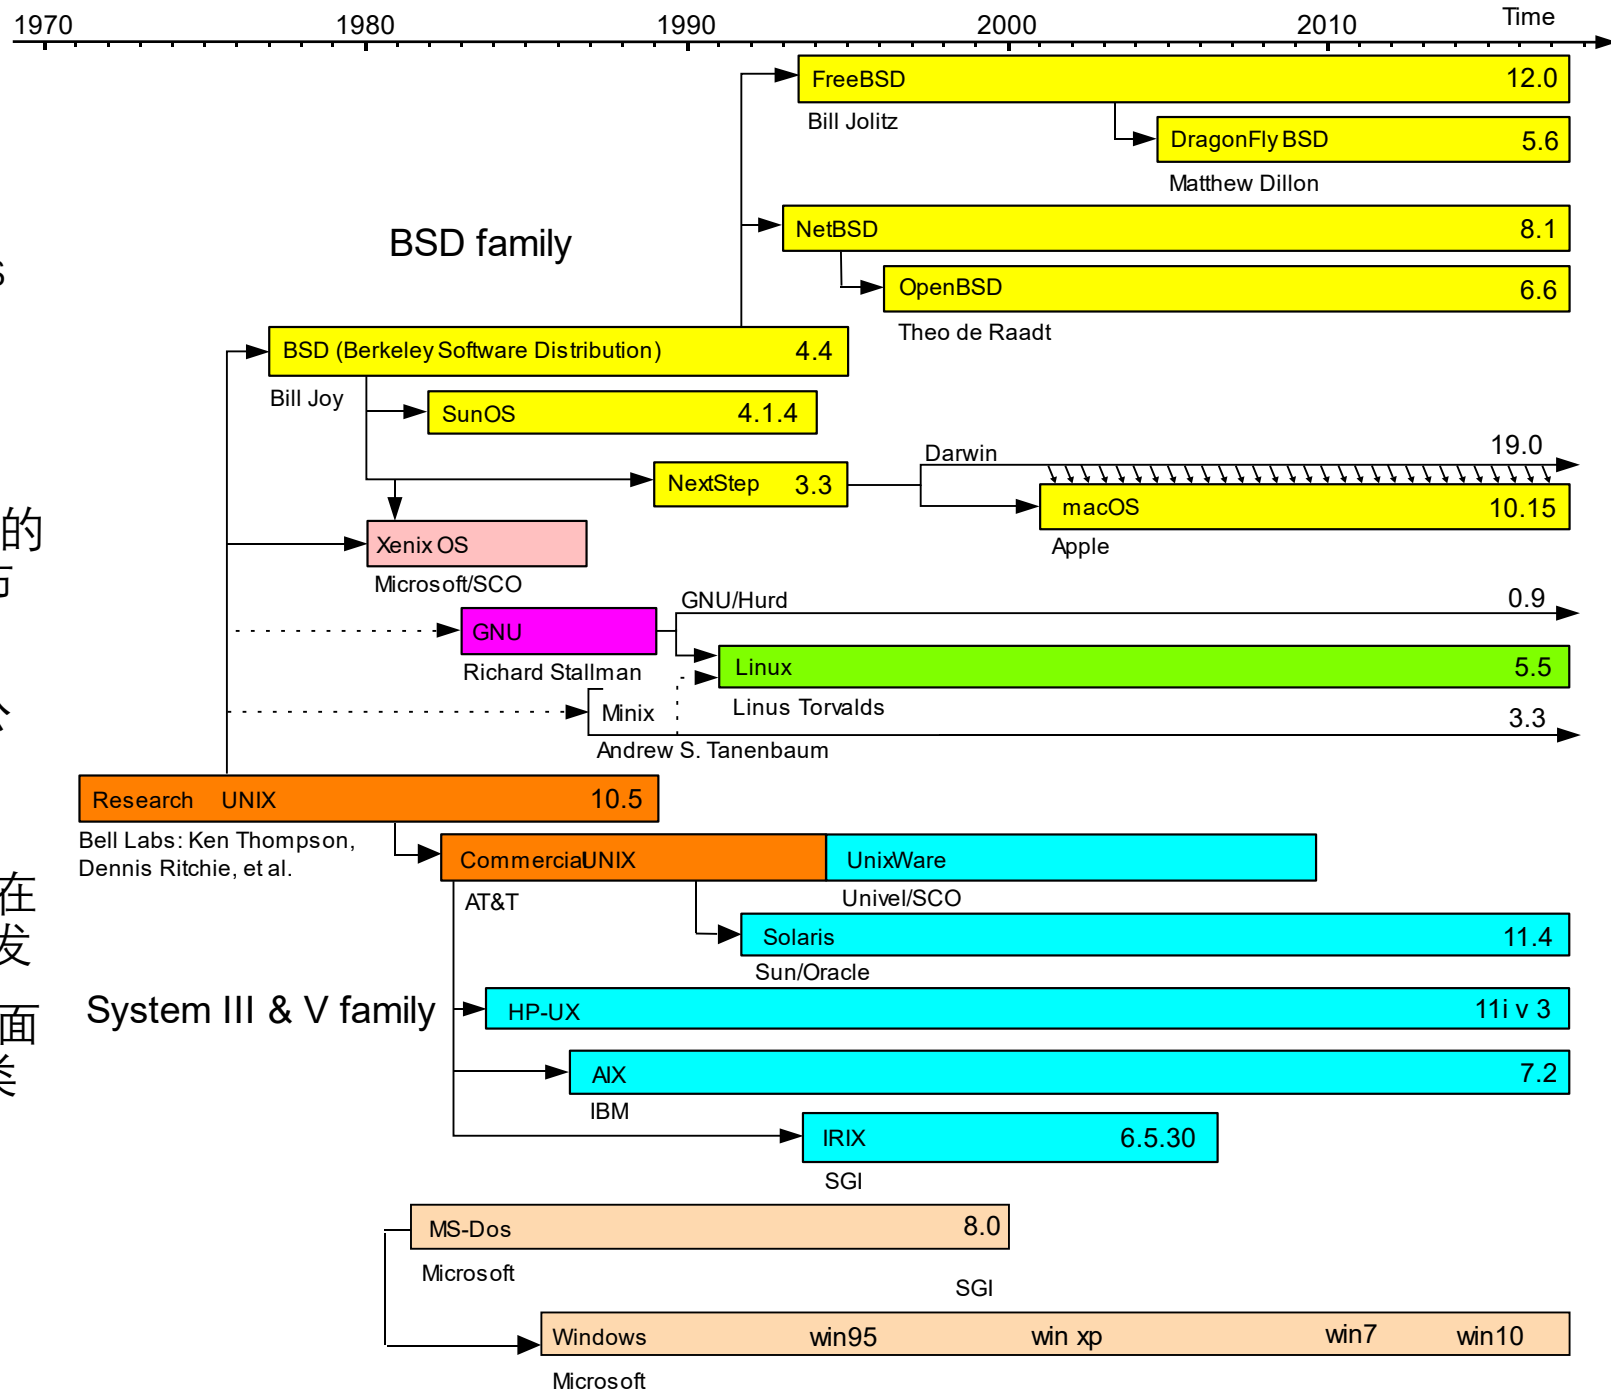 1970 1980 1990 2000 2010 Time
FreeBSD 12.0
Bill Jolitz
DragonFly BSD 5.6
Matthew Dillon
NetBSD 8.1
BSD family
OpenBSD 6.6
Theo de Raadt
BSD (Berkeley Software Distribution) 4.4
Bill Joy
SunOS 4.1.4
Darwin 19.0
NextStep 3.3
macOS 10.15
Apple
的
Xenix OS
Microsoft/SCO
GNU/Hurd 0.9
GNU
Richard Stallman
Linux 5.5
Linus Torvalds
Minix 3.3
Andrew S. Tanenbaum
Research UNIX 10.5
Bell Labs: Ken Thompson,
Dennis Ritchie, et al.
Commercial UNIX UnixWare
AT&T Univel/SCO
在
发
Solaris 11.4
Sun/Oracle
面
System III & V family
HP-UX 11i v 3
AIX 7.2
IBM
IRIX 6.5.30
SGI
MS-Dos 8.0
Microsoft
SGI
Windows win95 win xp win7 win10
Microsoft